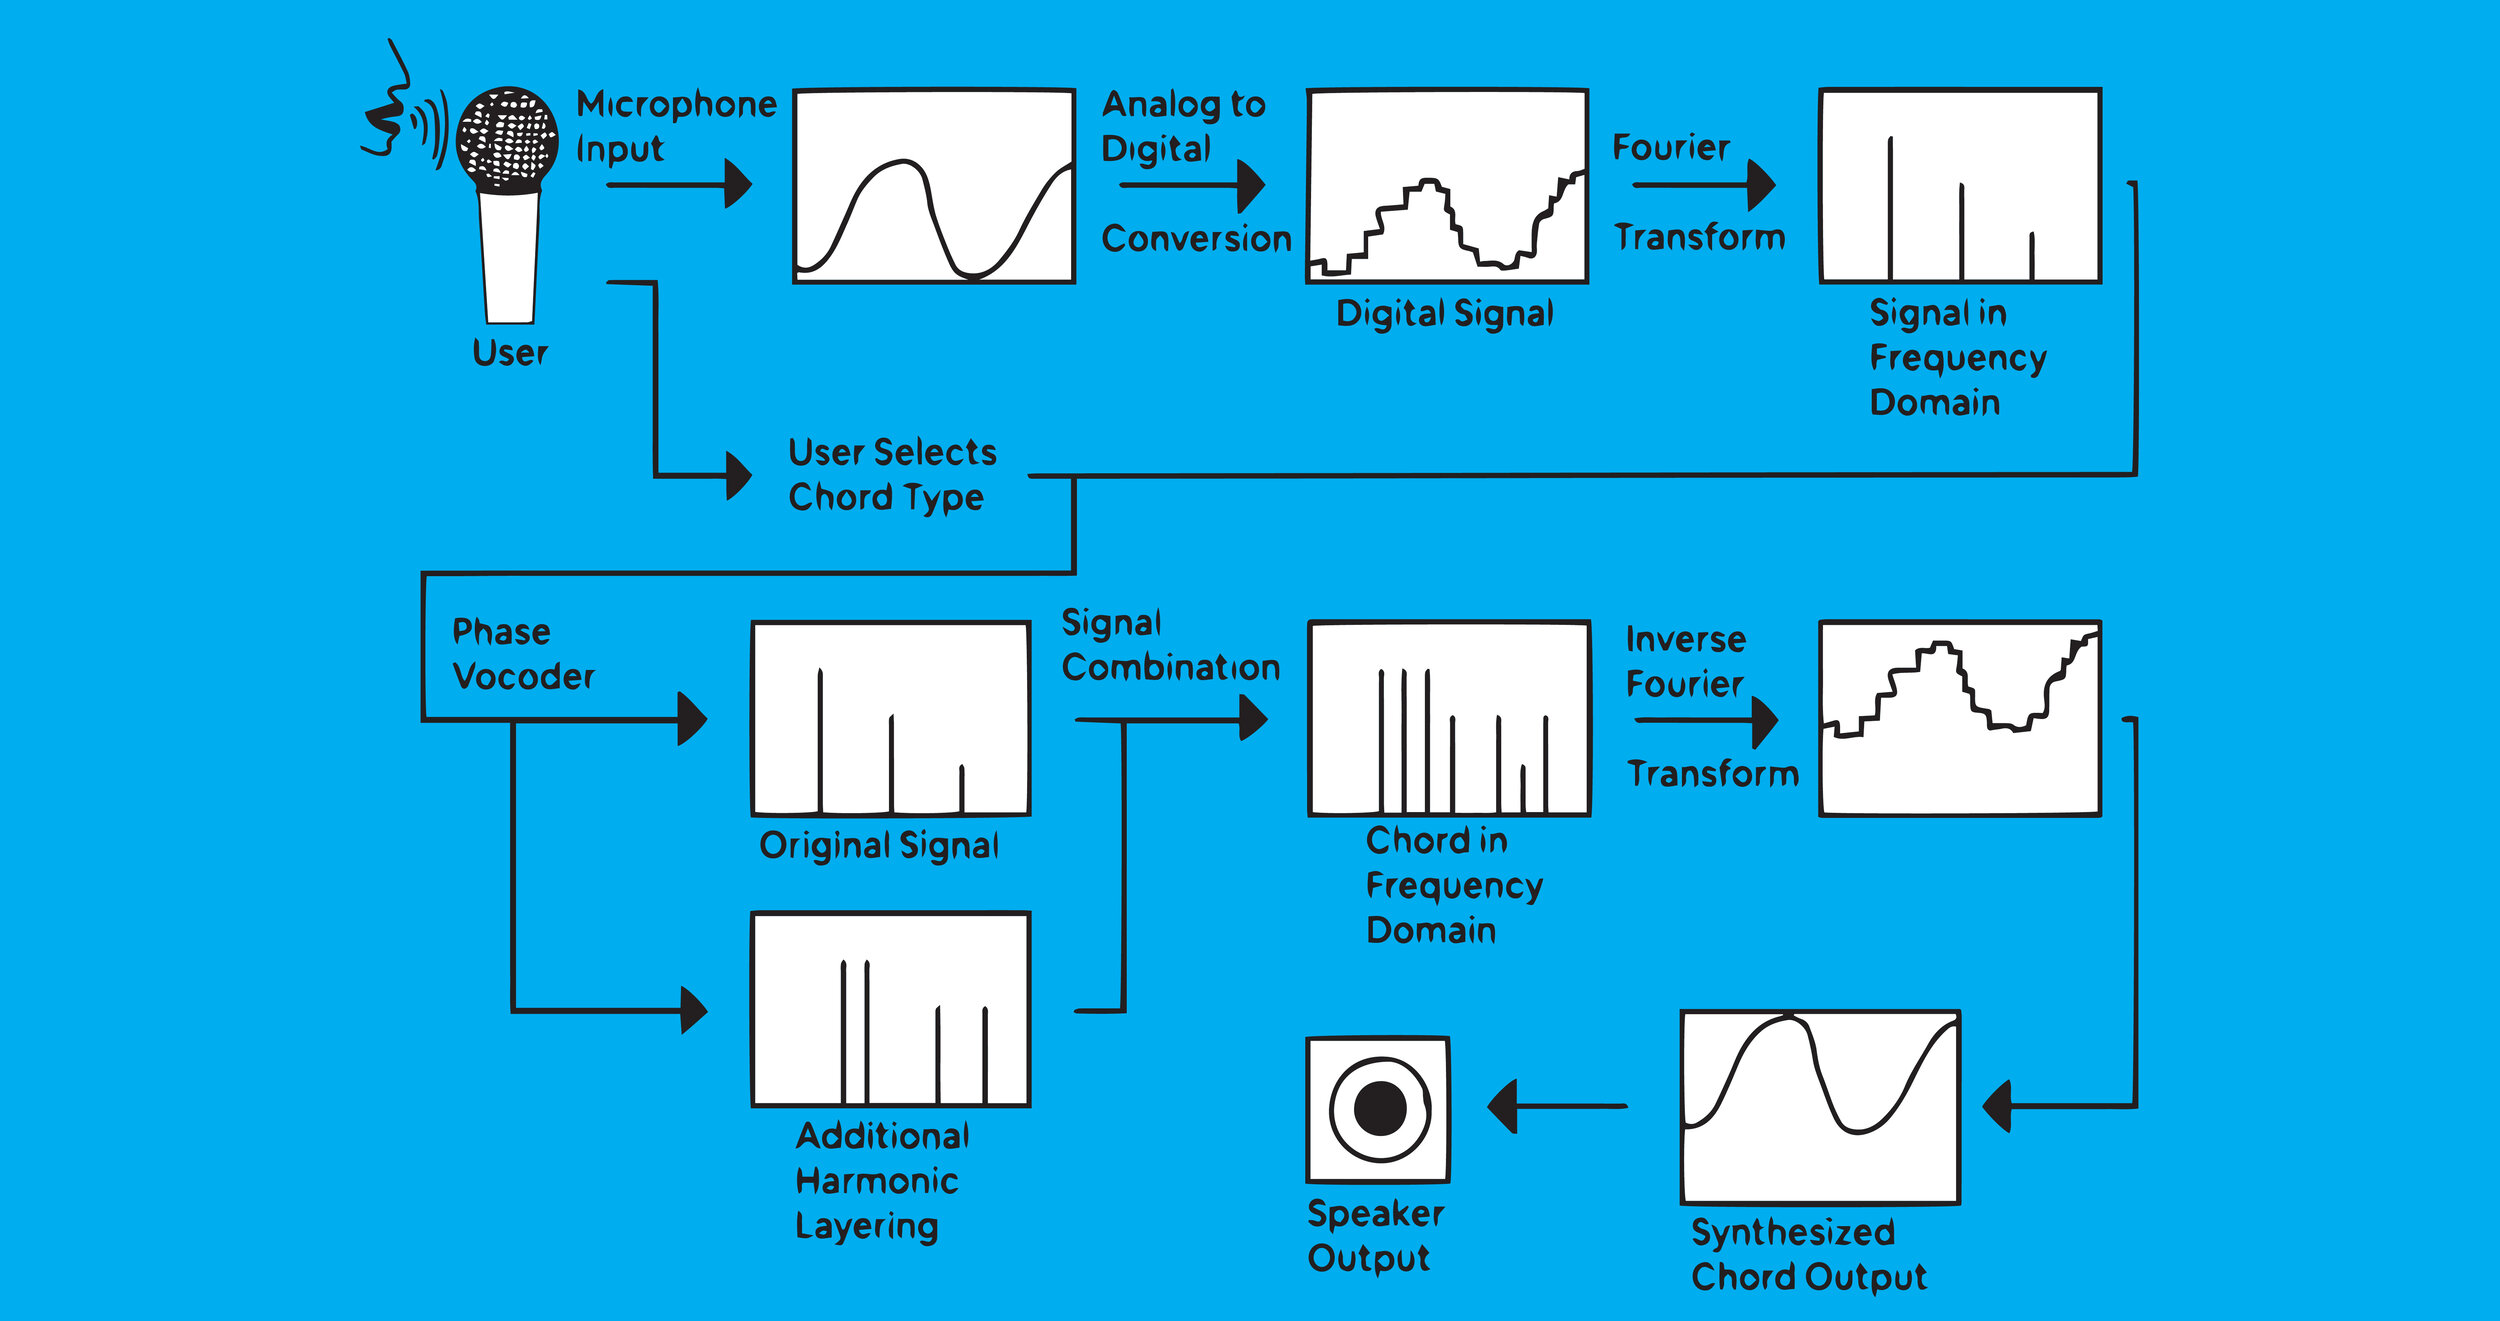 Microphone
Input
Analog to
Digital
Conversion
Fourier
Transform
Digital Signal
Signal in
Frequency
Domain
User
User Selects
Chord Type
Phase
Vocoder
Original Signal
Signal
Combination
Chord in
Frequency
Domain
Inverse
Fourier
Transform
Additional
Harmonic
Layering
Speaker
Output
Synthesized
Chord Output